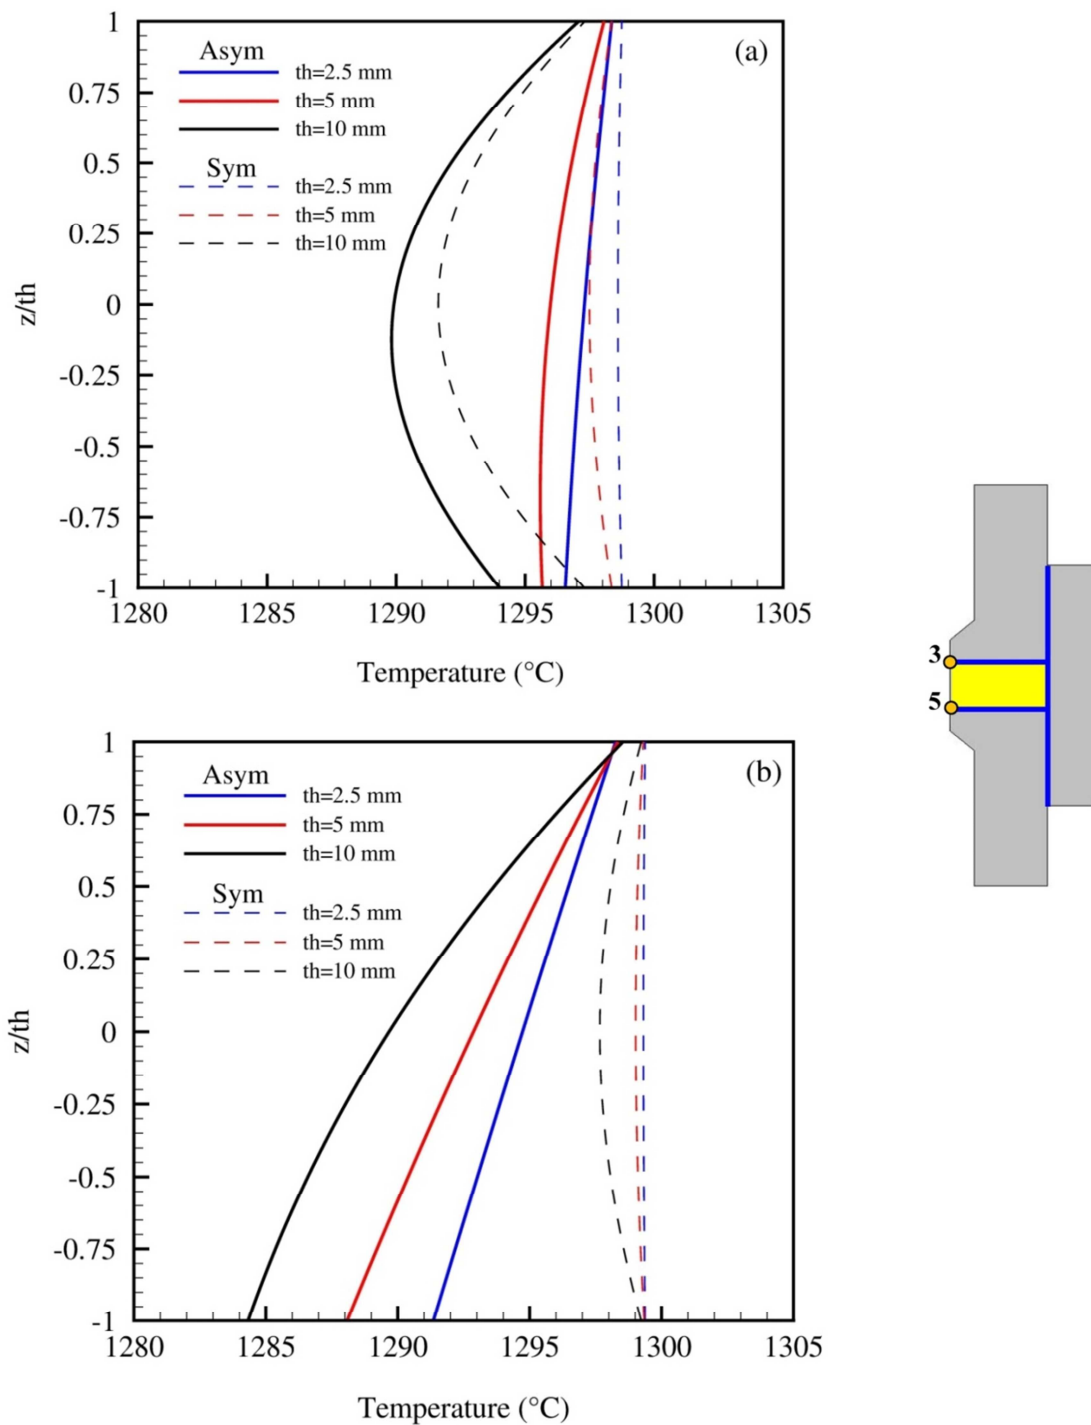 1
0.75
0.5
0.25
0
-0.25
-0.5
-0.75
-1
z/th
Asym
th=2.5 mm
th=5 mm
th=10 mm
Sym
th=2.5 mm
th=5 mm
th=10 mm
(a)
1280 1285 1290 1295 1300 1305
Temperature (°C)
3
5
1
0.75
0.5
0.25
0
-0.25
-0.5
-0.75
-1
z/th
Asym
th=2.5 mm
th=5 mm
th=10 mm
Sym
th=2.5 mm
th=5 mm
th=10 mm
(b)
1280 1285 1290 1295 1300 1305
Temperature (°C)